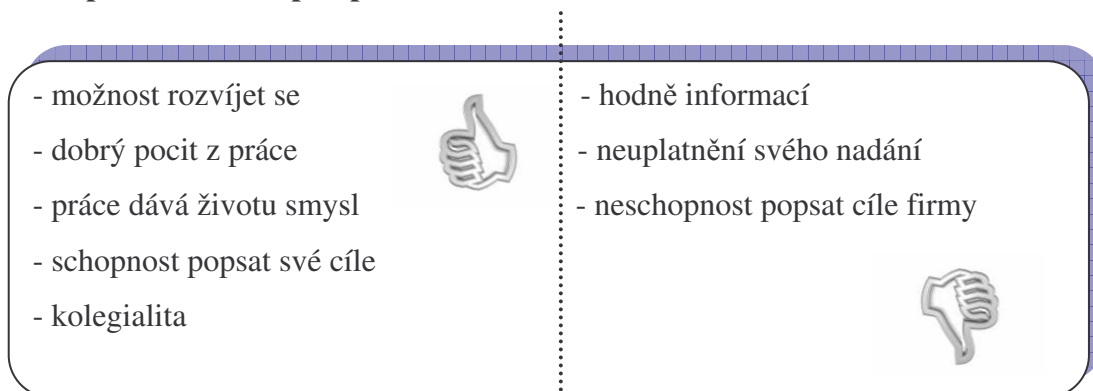 - možnost rozvíjet se
- dobrý pocit z práce
- práce dává životu smysl
- schopnost popsat své cíle
- kolegialita
- hodně informací
- neuplatnění svého nadání
- neschopnost popsat cíle firmy